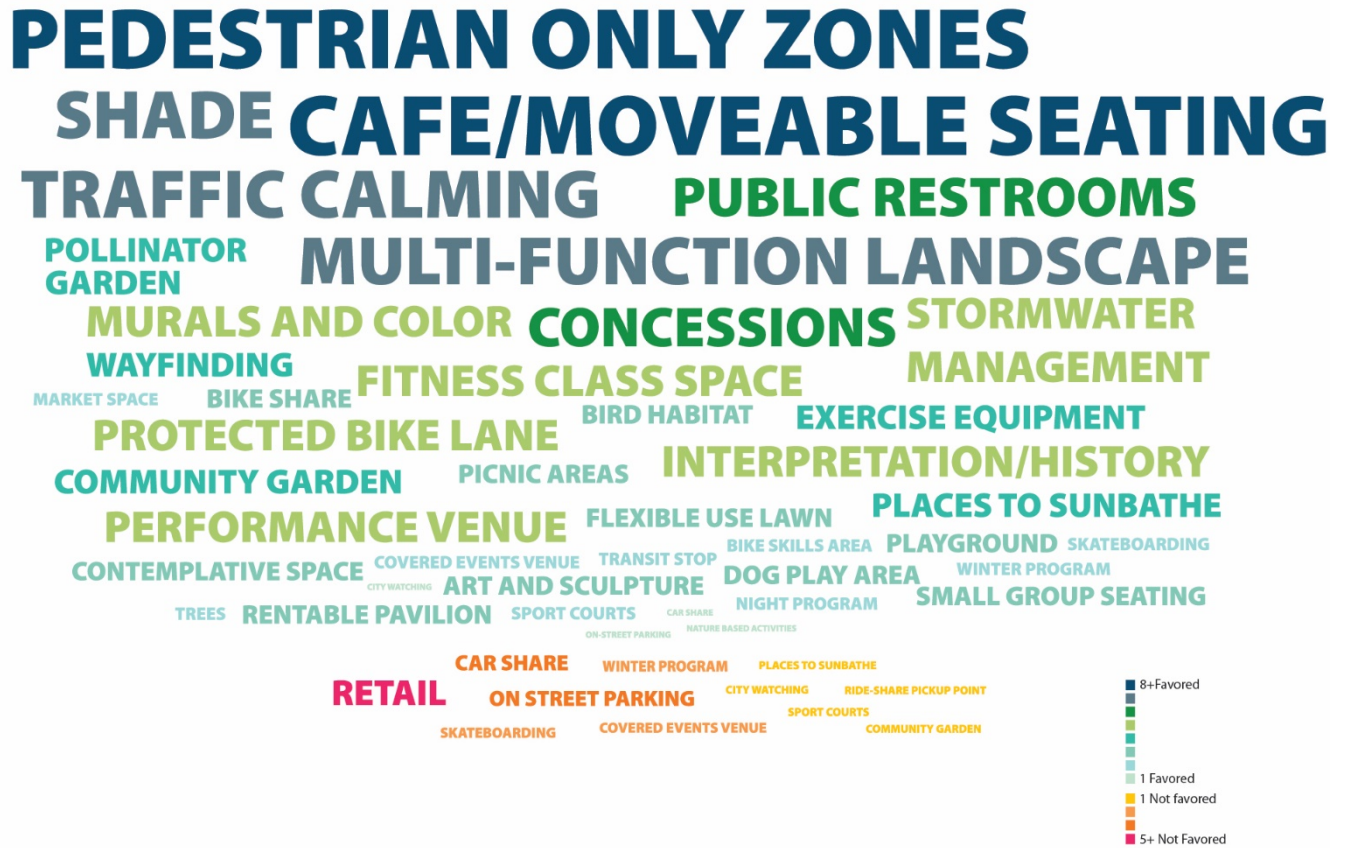 PEDESTRIAN ONLY ZONES
SHADE CAFE/MOVEABLE SEATING
TRAFFIC CALMING PUBLIC RESTROOMS
POLLINATOR
GARDEN
MULTI-FUNCTION LANDSCAPE
MURALS AND COLOR CONCESSIONS
STORMWATER
MANAGEMENT
WAYFINDING
FITNESS CLASS SPACE
MARKET SPACE BIKE SHARE
BIRD HABITAT EXERCISE EQUIPMENT
PROTECTED BIKE LANE
INTERPRETATION/HISTORY
COMMUNITY GARDEN PICNIC AREAS
PLACES TO SUNBATHE
PERFORMANCE VENUE FLEXIBLE USE LAWN
BIKE SKILLS AREA PLAYGROUND SKATEBOARDING
CONTEMPLATIVE SPACE COVERED EVENTS VENUE TRANSIT STOP
WINTER PROGRAM
CITY WATCHING ART AND SCULPTURE DOG PLAY AREA
SMALL GROUP SEATING
TREES RENTABLE PAVILION SPORT COURTS CAR SHARE NIGHT PROGRAM
ON-STREET PARKING NATURE BASED ACTIVITIES
CAR SHARE WINTER PROGRAM PLACES TO SUNBATHE
RETAIL ON STREET PARKING CITY WATCHING RIDE-SHARE PICKUP POINT
SPORT COURTS
SKATEBOARDING COVERED EVENTS VENUE COMMUNITY GARDEN
8+Favored
1 Favored
1 Not favored
5+ Not Favored